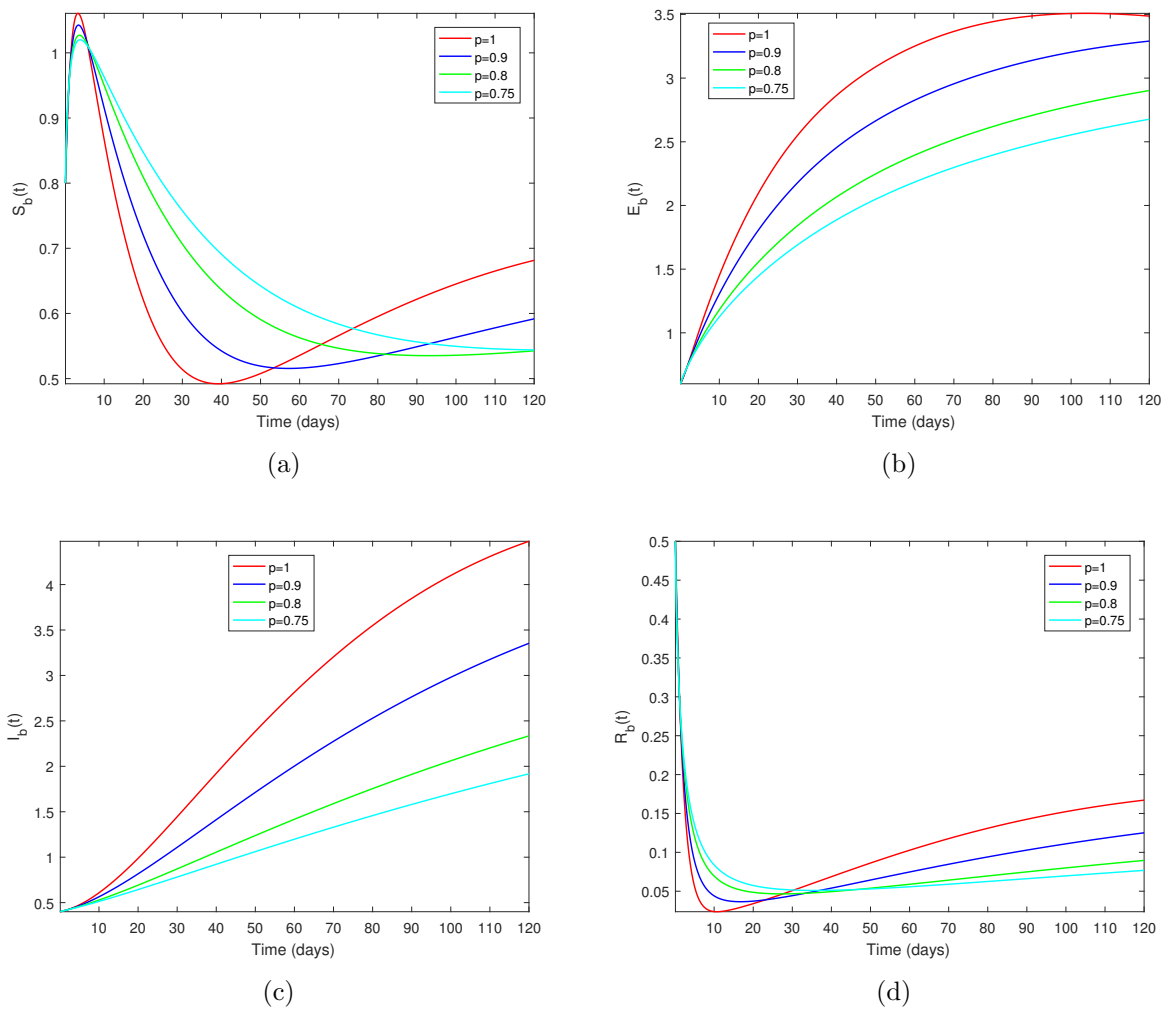 p=1
p=0.9
p=0.8
p=0.75
S_b(t)
1
0.9
0.8
0.7
0.6
0.5
10 20 30 40 50 60 70 80 90 100 110 120
Time (days)
(a)
p=1
p=0.9
p=0.8
p=0.75
E_b(t)
3.5
3
2.5
2
1.5
1
10 20 30 40 50 60 70 80 90 100 110 120
Time (days)
(b)
p=1
p=0.9
p=0.8
p=0.75
I_b(t)
4
3.5
3
2.5
2
1.5
1
0.5
10 20 30 40 50 60 70 80 90 100 110 120
Time (days)
(c)
p=1
p=0.9
p=0.8
p=0.75
R_b(t)
0.5
0.45
0.4
0.35
0.3
0.25
0.2
0.15
0.1
0.05
10 20 30 40 50 60 70 80 90 100 110 120
Time (days)
(d)